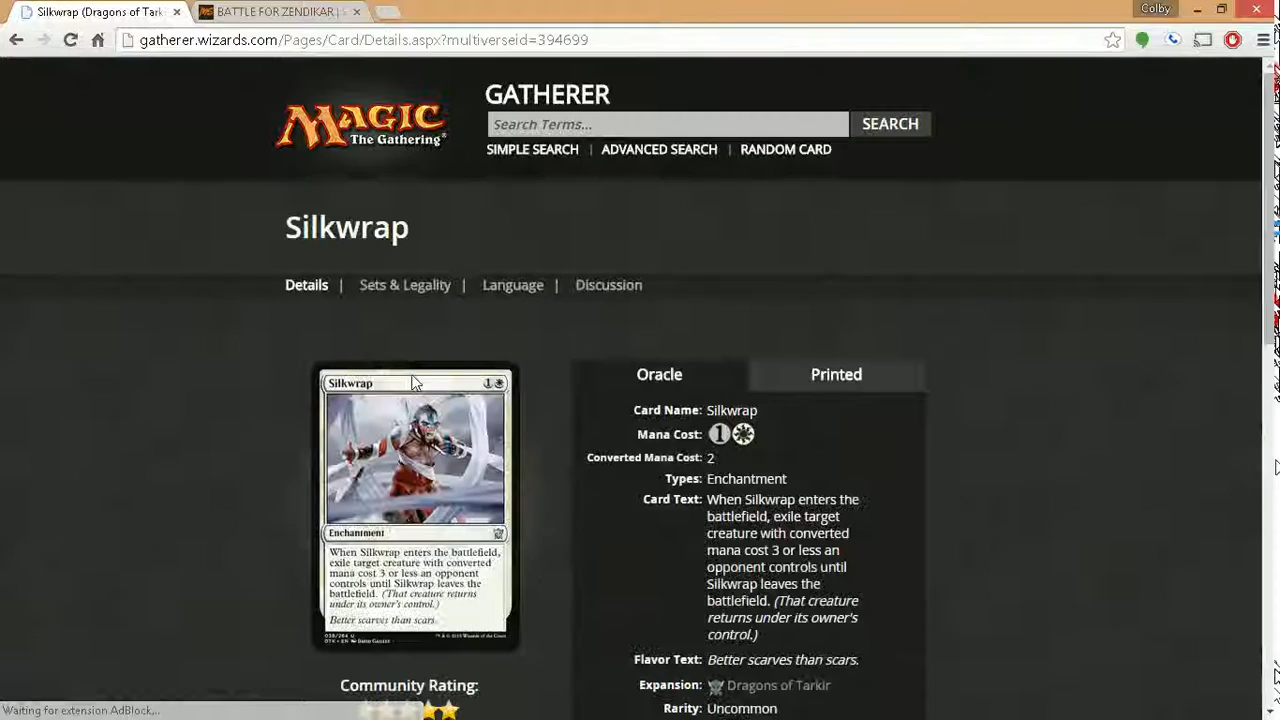 Silkwrap (Dragons of Tark
BATTLE FOR ZENDIKAR |
Colby
gatherer.wizards.com/Pages/Card/Details.aspx?multiverseid=394699
MAGIC
The Gathering®
GATHERER
Search Terms...
SEARCH
SIMPLE SEARCH | ADVANCED SEARCH | RANDOM CARD
Silkwrap
Details | Sets & Legality | Language | Discussion
Silkwrap 1
Enchantment
When Silkwrap enters the battlefield,
exile target creature with converted
mana cost 3 or less an opponent
controls until Silkwrap leaves the
battlefield. (That creature returns
under its owner's control.)
Better scarves than scars.
Community Rating:
Oracle
Printed
Card Name: Silkwrap
Mana Cost: 1
Converted Mana Cost: 2
Types: Enchantment
Card Text: When Silkwrap enters the
battlefield, exile target
creature with converted
mana cost 3 or less an
opponent controls until
Silkwrap leaves the
battlefield. (That creature
returns under its owner's
control.)
Flavor Text: Better scarves than scars.
Expansion: Dragons of Tarkir
Rarity: Uncommon
Waiting for extension AdBlock...